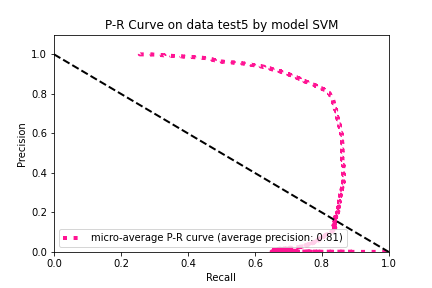 P-R Curve on data test5 by model SVM
1.0
0.8
0.6
0.4
0.2
0.0
Precision
micro-average P-R curve (average precision: 0.81)
0.0 0.2 0.4 0.6 0.8 1.0
Recall